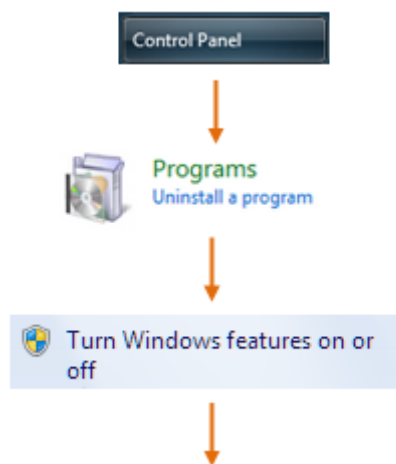 Control Panel
Programs
Uninstall a program
Turn Windows features on or
off